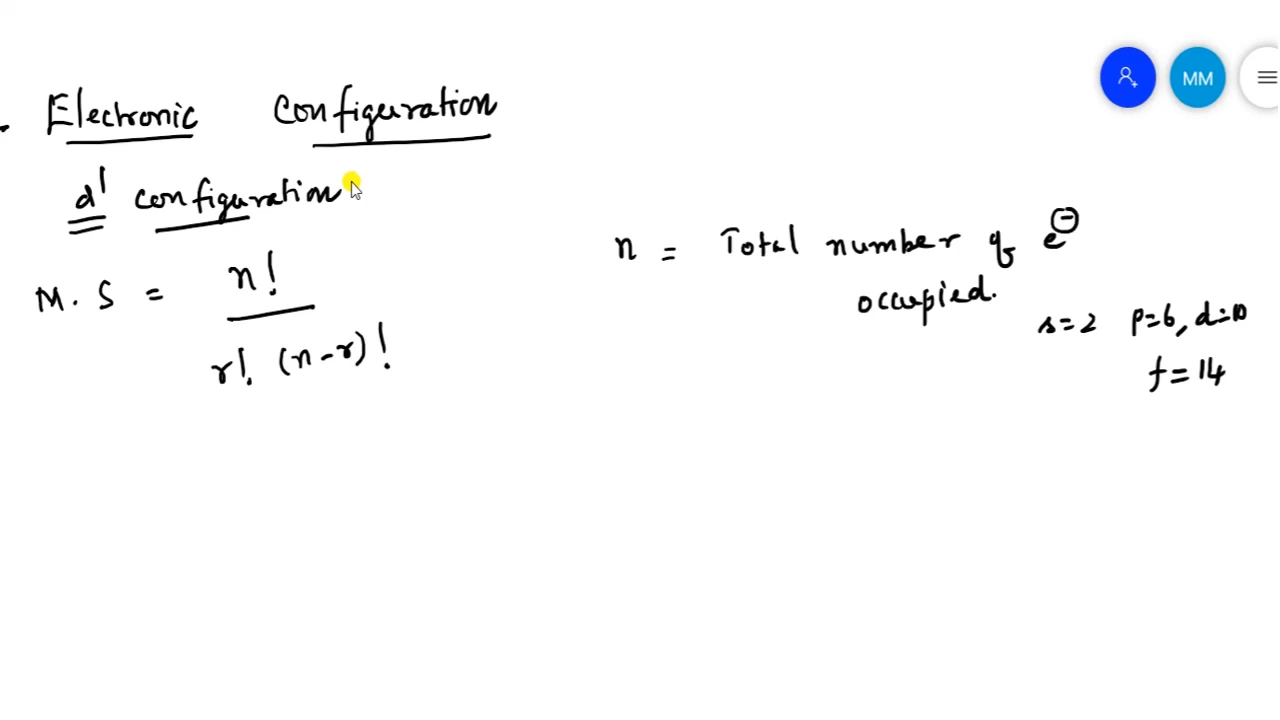 Electronic Configuration
d¹ configuration
M.S = n! / r! (n-r)!
n = Total number of e⊖
occupied.
s=2 p=6, d=10
f=14
MM